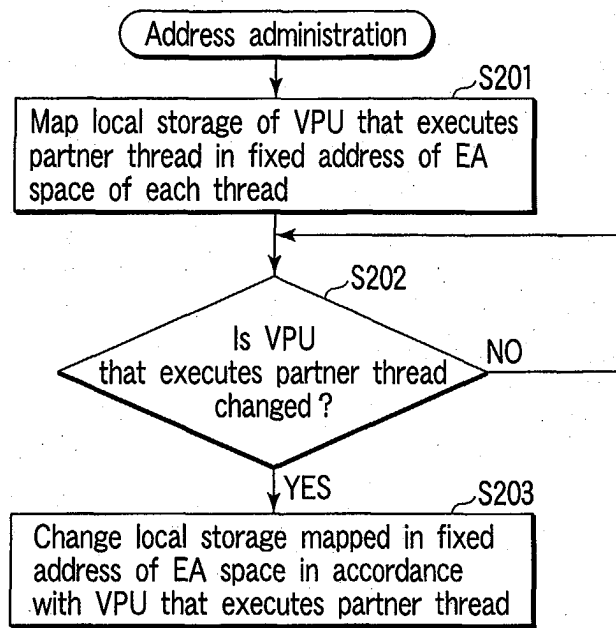 Address administration
S201
Map local storage of VPU that executes
partner thread in fixed address of EA
space of each thread
S202
Is VPU
that executes partner thread
changed ?
NO
YES
S203
Change local storage mapped in fixed
address of EA space in accordance
with VPU that executes partner thread